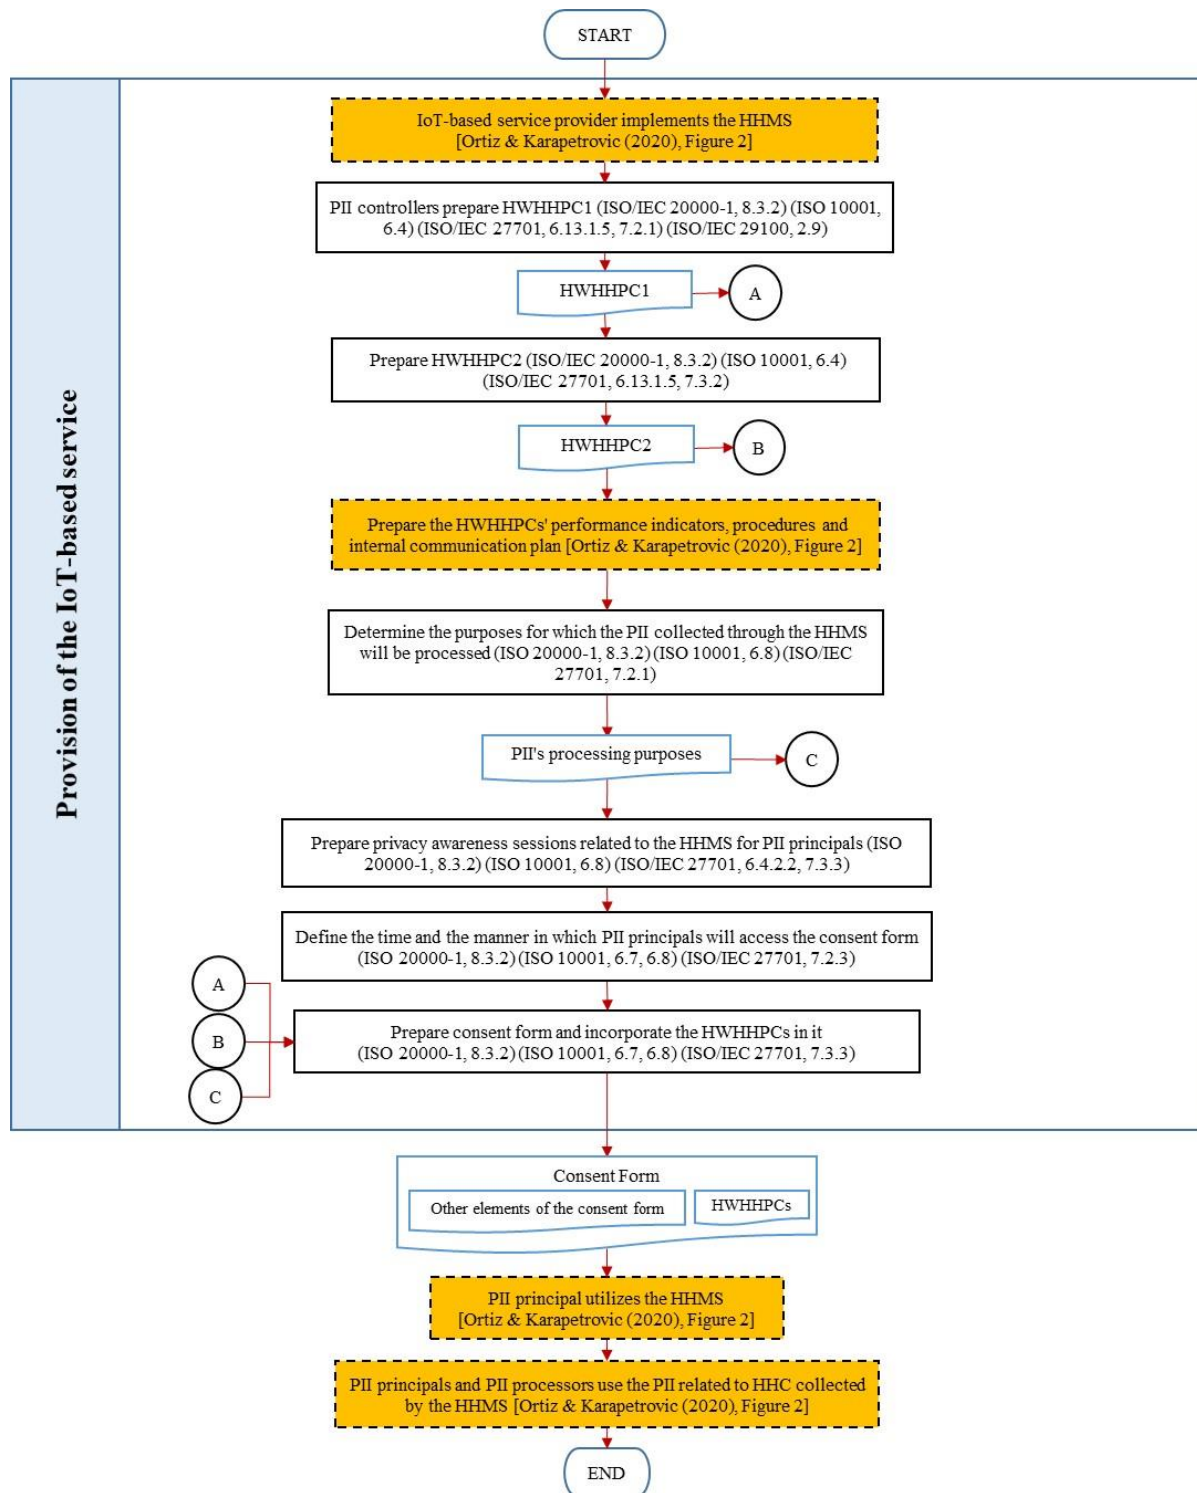 START
Provision of the IoT-based service
IoT-based service provider implements the HHMS
[Ortiz & Karapetrovic (2020), Figure 2]
PII controllers prepare HWHHPC1 (ISO/IEC 20000-1, 8.3.2) (ISO 10001,
6.4) (ISO/IEC 27701, 6.13.1.5, 7.2.1) (ISO/IEC 29100, 2.9)
HWHHPC1
A
Prepare HWHHPC2 (ISO/IEC 20000-1, 8.3.2) (ISO 10001, 6.4)
(ISO/IEC 27701, 6.13.1.5, 7.3.2)
HWHHPC2
B
Prepare the HWHHPCs' performance indicators, procedures and
internal communication plan [Ortiz & Karapetrovic (2020), Figure 2]
Determine the purposes for which the PII collected through the HHMS
will be processed (ISO 20000-1, 8.3.2) (ISO 10001, 6.8) (ISO/IEC
27701, 7.2.1)
PII's processing purposes
C
Prepare privacy awareness sessions related to the HHMS for PII principals (ISO
20000-1, 8.3.2) (ISO 10001, 6.8) (ISO/IEC 27701, 6.4.2.2, 7.3.3)
Define the time and the manner in which PII principals will access the consent form
(ISO 20000-1, 8.3.2) (ISO 10001, 6.7, 6.8) (ISO/IEC 27701, 7.2.3)
A
B
C
Prepare consent form and incorporate the HWHHPCs in it
(ISO 20000-1, 8.3.2) (ISO 10001, 6.7, 6.8) (ISO/IEC 27701, 7.3.3)
Consent Form
Other elements of the consent form
HWHHPCs
PII principal utilizes the HHMS
[Ortiz & Karapetrovic (2020), Figure 2]
PII principals and PII processors use the PII related to HHC collected
by the HHMS [Ortiz & Karapetrovic (2020), Figure 2]
END